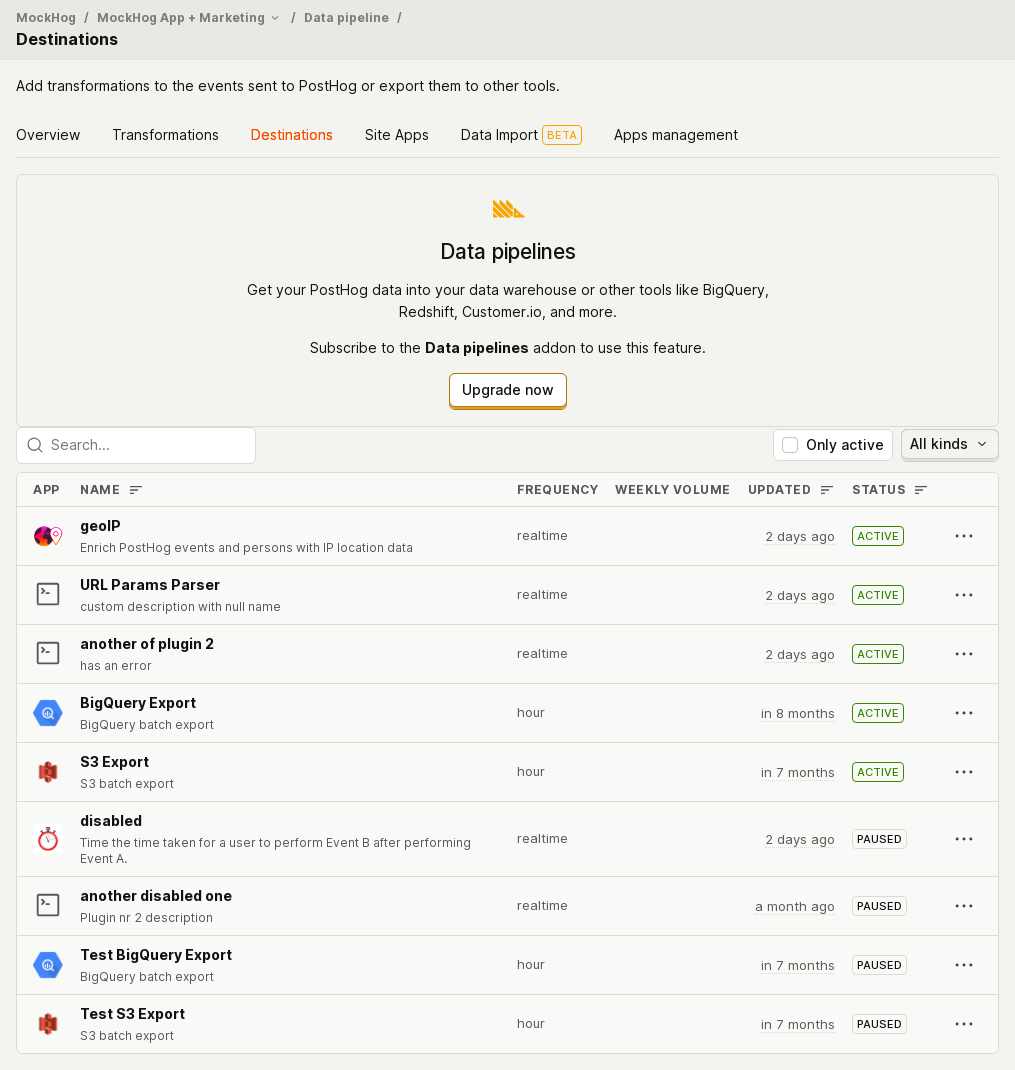 MockHog / MockHog App + Marketing / Data pipeline /
Destinations
Add transformations to the events sent to PostHog or export them to other tools.
Overview Transformations Destinations Site Apps Data Import BETA Apps management
Data pipelines
Get your PostHog data into your data warehouse or other tools like BigQuery,
Redshift, Customer.io, and more.
Subscribe to the Data pipelines addon to use this feature.
Upgrade now
Search... Only active All kinds
APP NAME FREQUENCY WEEKLY VOLUME UPDATED STATUS
geoIP
Enrich PostHog events and persons with IP location data
realtime 2 days ago ACTIVE
URL Params Parser
custom description with null name
realtime 2 days ago ACTIVE
another of plugin 2
has an error
realtime 2 days ago ACTIVE
BigQuery Export
BigQuery batch export
hour in 8 months ACTIVE
S3 Export
S3 batch export
hour in 7 months ACTIVE
disabled
Time the time taken for a user to perform Event B after performing
Event A.
realtime 2 days ago PAUSED
another disabled one
Plugin nr 2 description
realtime a month ago PAUSED
Test BigQuery Export
BigQuery batch export
hour in 7 months PAUSED
Test S3 Export
S3 batch export
hour in 7 months PAUSED